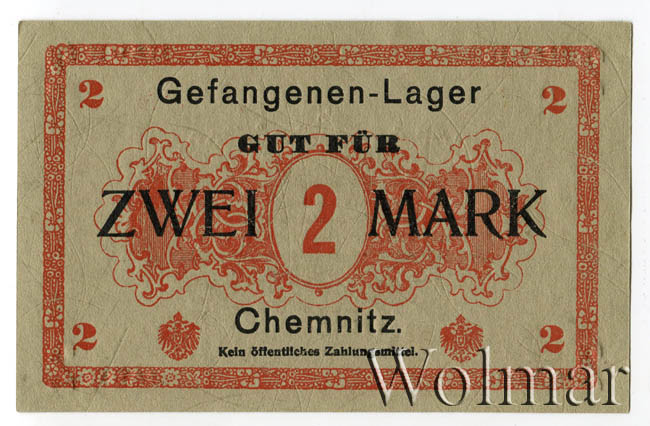 2 Gefangenen-Lager 2
GUT FÜR
ZWEI 2 MARK
Chemnitz.
2 Kein öffentliches Zahlungsmittel. 2
Wolmar